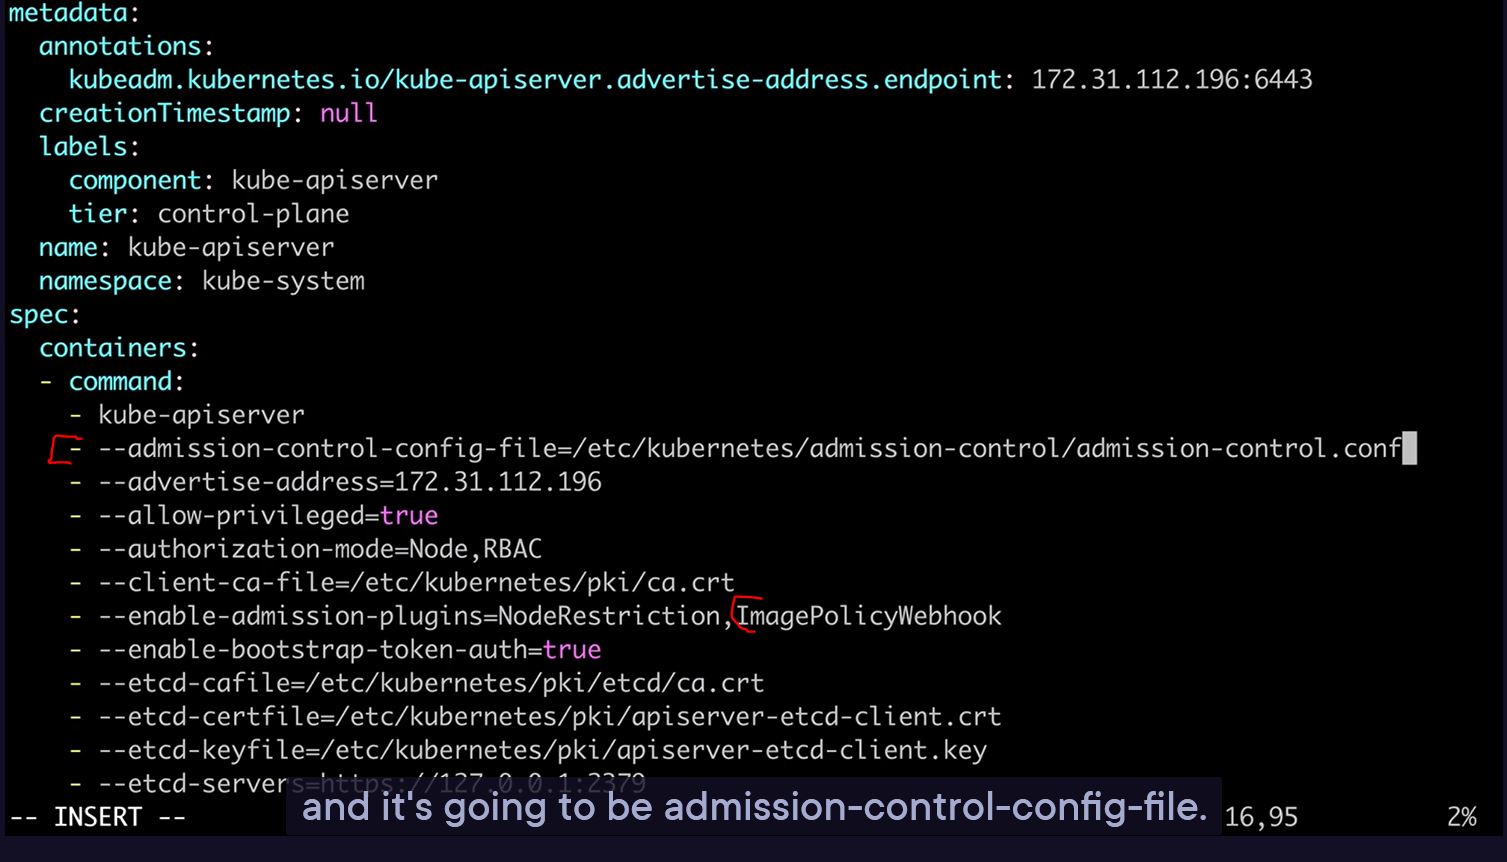 metadata:
  annotations:
    kubeadm.kubernetes.io/kube-apiserver.advertise-address.endpoint: 172.31.112.196:6443
  creationTimestamp: null
  labels:
    component: kube-apiserver
    tier: control-plane
  name: kube-apiserver
  namespace: kube-system
spec:
  containers:
  - command:
    - kube-apiserver
    - --admission-control-config-file=/etc/kubernetes/admission-control/admission-control.conf
    - --advertise-address=172.31.112.196
    - --allow-privileged=true
    - --authorization-mode=Node,RBAC
    - --client-ca-file=/etc/kubernetes/pki/ca.crt
    - --enable-admission-plugins=NodeRestriction,ImagePolicyWebhook
    - --enable-bootstrap-token-auth=true
    - --etcd-cafile=/etc/kubernetes/pki/etcd/ca.crt
    - --etcd-certfile=/etc/kubernetes/pki/apiserver-etcd-client.crt
    - --etcd-keyfile=/etc/kubernetes/pki/apiserver-etcd-client.key
    - --etcd-servers=https://127.0.0.1:2379
-- INSERT -- 16,95 2%
and it's going to be admission-control-config-file.